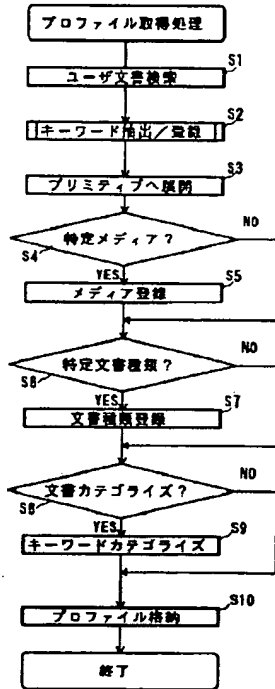 プロファイル取得処理
S1
ユーザ文書検索
S2
キーワード抽出/登録
S3
プリミティブへ展開
特定メディア?
NO
S4
YES
S5
メディア登録
特定文書種類?
NO
S6
YES
S7
文書種類登録
文書カテゴライズ?
NO
S8
YES
S9
キーワードカテゴライズ
S10
プロファイル格納
終了